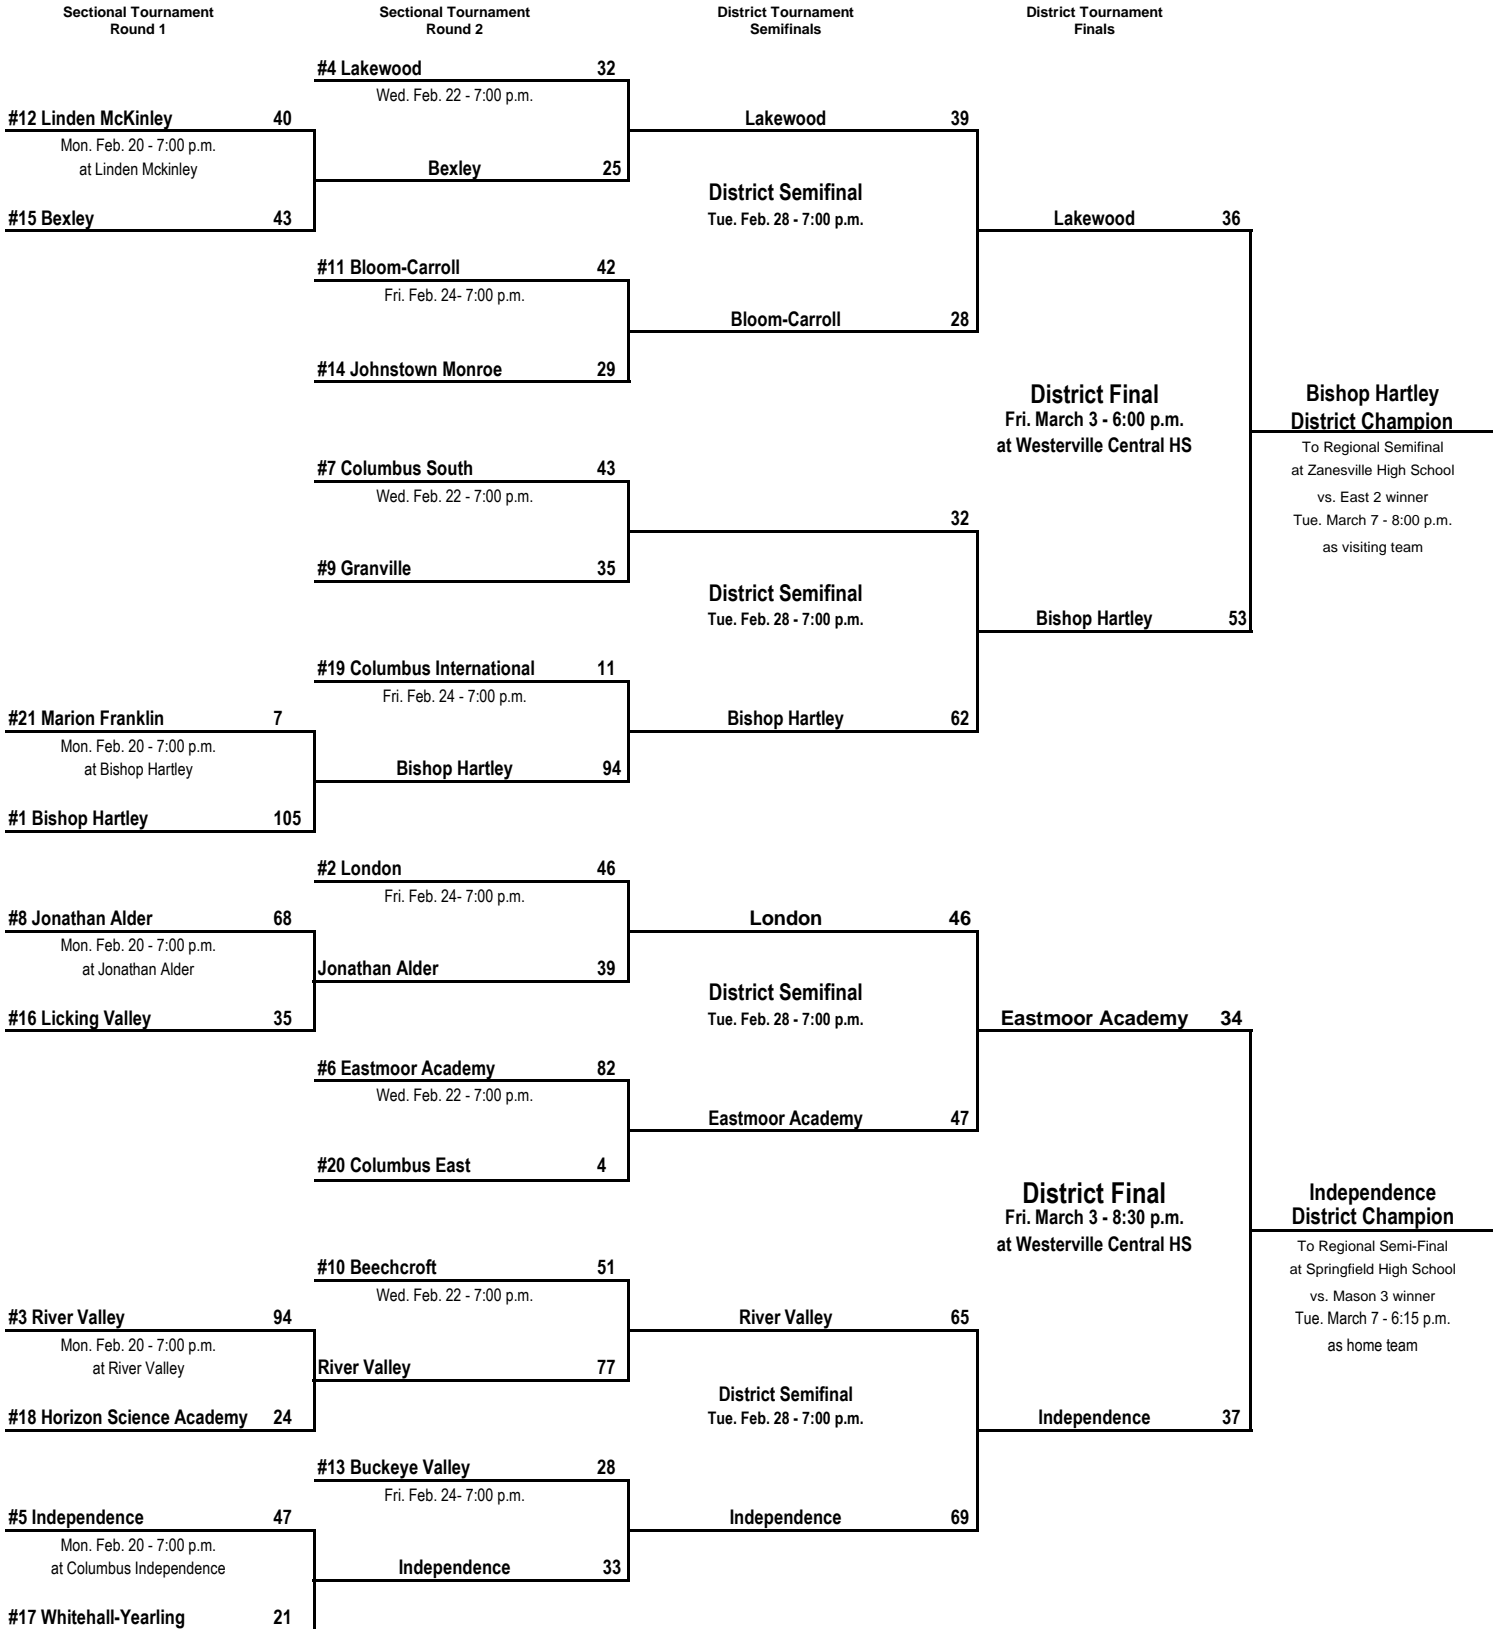 Sectional Tournament
Round 1
Sectional Tournament
Round 2
District Tournament
Semifinals
District Tournament
Finals
#4 Lakewood 32
Wed. Feb. 22 - 7:00 p.m.
#12 Linden McKinley 40
Lakewood 39
Mon. Feb. 20 - 7:00 p.m.
at Linden Mckinley
Bexley 25
District Semifinal
Tue. Feb. 28 - 7:00 p.m.
#15 Bexley 43
Lakewood 36
#11 Bloom-Carroll 42
Fri. Feb. 24- 7:00 p.m.
Bloom-Carroll 28
#14 Johnstown Monroe 29
District Final
Fri. March 3 - 6:00 p.m.
at Westerville Central HS
Bishop Hartley
District Champion
To Regional Semifinal
at Zanesville High School
vs. East 2 winner
Tue. March 7 - 8:00 p.m.
as visiting team
#7 Columbus South 43
Wed. Feb. 22 - 7:00 p.m.
32
#9 Granville 35
District Semifinal
Tue. Feb. 28 - 7:00 p.m.
Bishop Hartley 53
#19 Columbus International 11
Fri. Feb. 24 - 7:00 p.m.
#21 Marion Franklin 7
Bishop Hartley 62
Mon. Feb. 20 - 7:00 p.m.
at Bishop Hartley
Bishop Hartley 94
#1 Bishop Hartley 105
#2 London 46
Fri. Feb. 24- 7:00 p.m.
#8 Jonathan Alder 68
London 46
Mon. Feb. 20 - 7:00 p.m.
at Jonathan Alder
Jonathan Alder 39
District Semifinal
Tue. Feb. 28 - 7:00 p.m.
#16 Licking Valley 35
Eastmoor Academy 34
#6 Eastmoor Academy 82
Wed. Feb. 22 - 7:00 p.m.
Eastmoor Academy 47
#20 Columbus East 4
District Final
Fri. March 3 - 8:30 p.m.
at Westerville Central HS
Independence
District Champion
To Regional Semi-Final
at Springfield High School
vs. Mason 3 winner
Tue. March 7 - 6:15 p.m.
as home team
#10 Beechcroft 51
Wed. Feb. 22 - 7:00 p.m.
#3 River Valley 94
River Valley 65
Mon. Feb. 20 - 7:00 p.m.
at River Valley
River Valley 77
District Semifinal
Tue. Feb. 28 - 7:00 p.m.
#18 Horizon Science Academy 24
Independence 37
#13 Buckeye Valley 28
Fri. Feb. 24- 7:00 p.m.
#5 Independence 47
Independence 69
Mon. Feb. 20 - 7:00 p.m.
at Columbus Independence
Independence 33
#17 Whitehall-Yearling 21